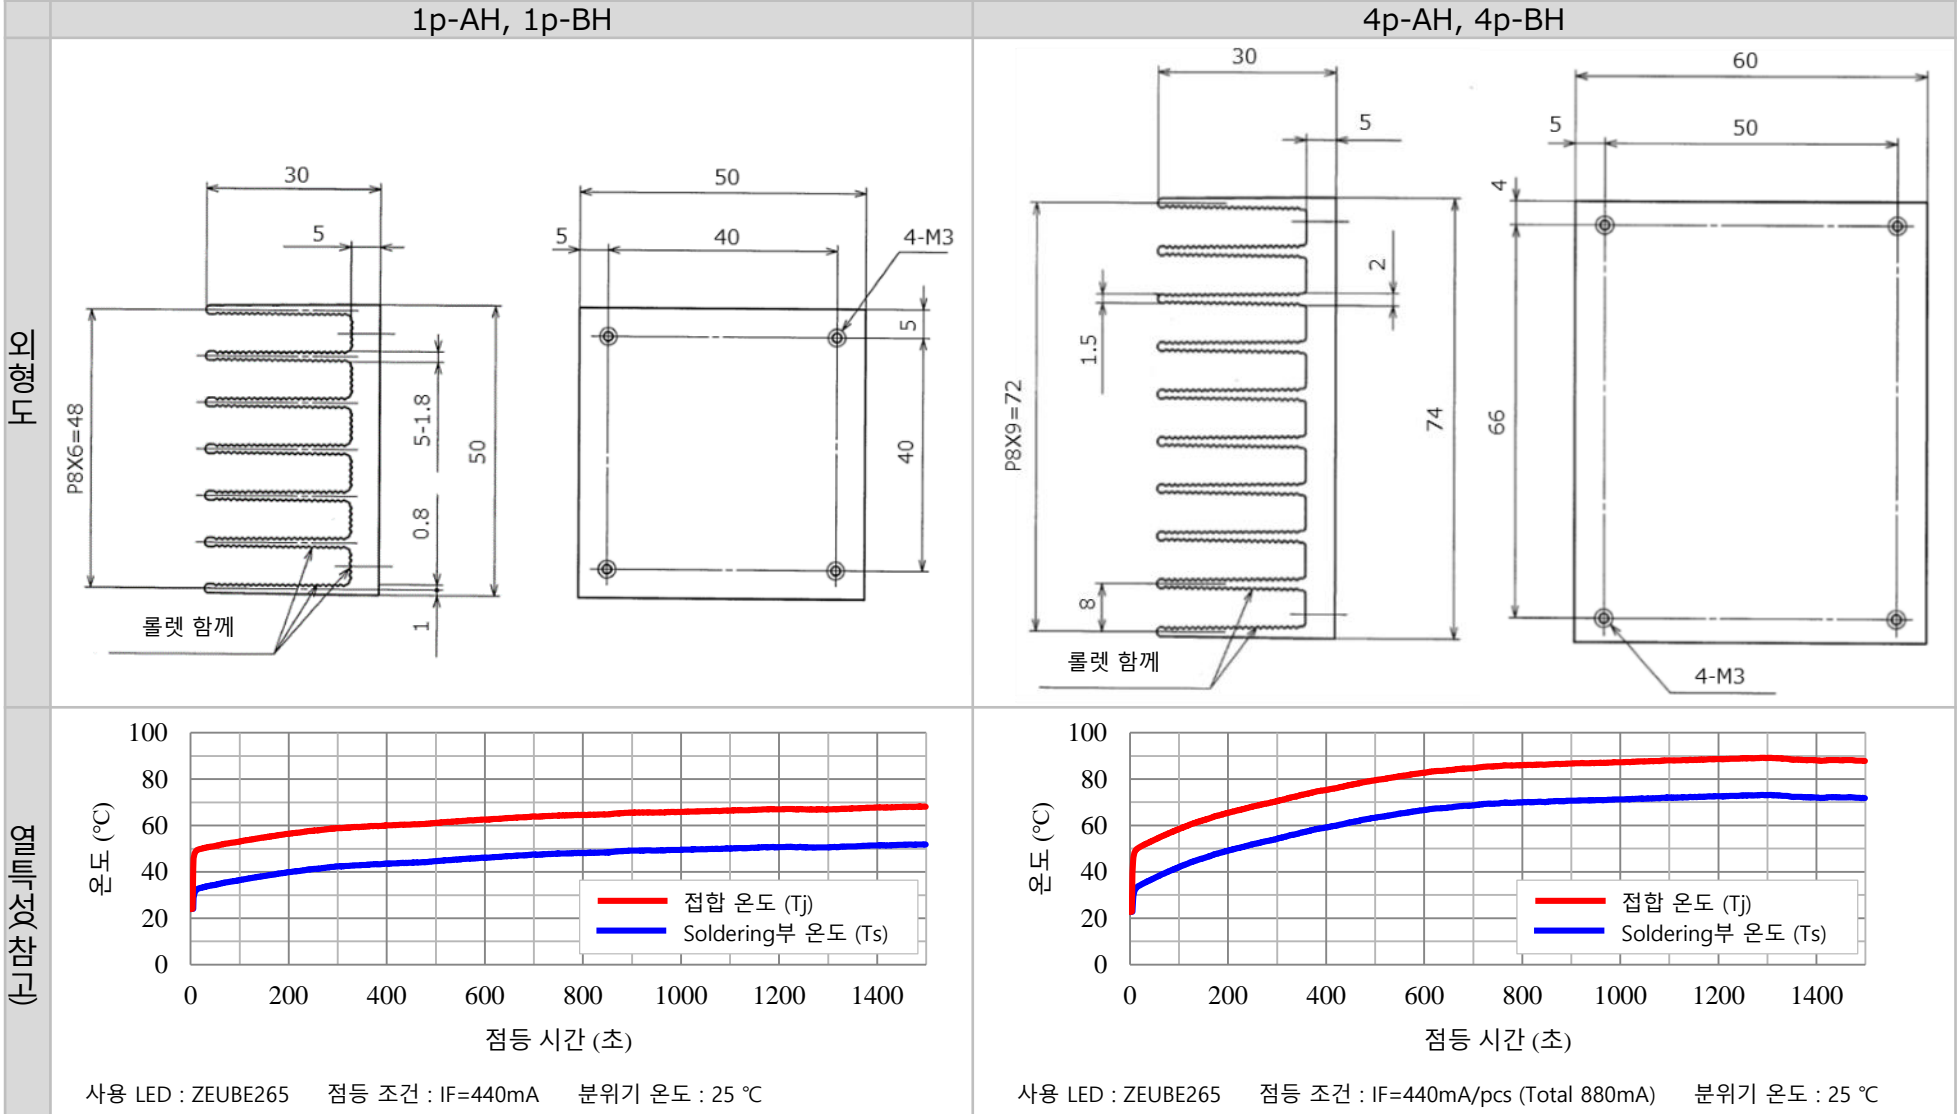 1p-AH, 1p-BH
4p-AH, 4p-BH
외형도
30
5
P8X6=48
5-1.8
0.8
50
1
롤렛 함께
50
5
40
4-M3
5
40
30
5
P8X9=72
1.5
2
74
8
롤렛 함께
60
5
50
4
66
4-M3
열특성(참고)
온도 (℃)
100
80
60
40
20
0
접합 온도 (Tj)
Soldering부 온도 (Ts)
0 200 400 600 800 1000 1200 1400
점등 시간 (초)
사용 LED : ZEUBE265 점등 조건 : IF=440mA 분위기 온도 : 25 ℃
온도 (℃)
100
80
60
40
20
0
접합 온도 (Tj)
Soldering부 온도 (Ts)
0 200 400 600 800 1000 1200 1400
점등 시간 (초)
사용 LED : ZEUBE265 점등 조건 : IF=440mA/pcs (Total 880mA) 분위기 온도 : 25 ℃